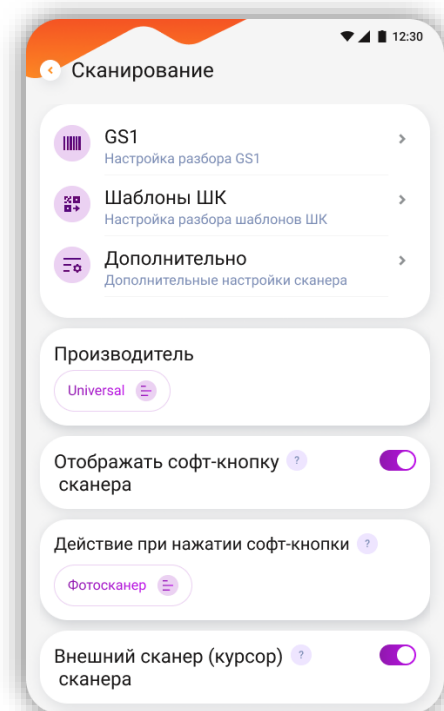 12:30
Сканирование
GS1
Настройка разбора GS1
Шаблоны ШК
Настройка разбора шаблонов ШК
Дополнительно
Дополнительные настройки сканера
Производитель
Universal
Отображать софт-кнопку ?
сканера
Действие при нажатии софт-кнопки ?
Фотосканер
Внешний сканер (курсор) ?
сканера